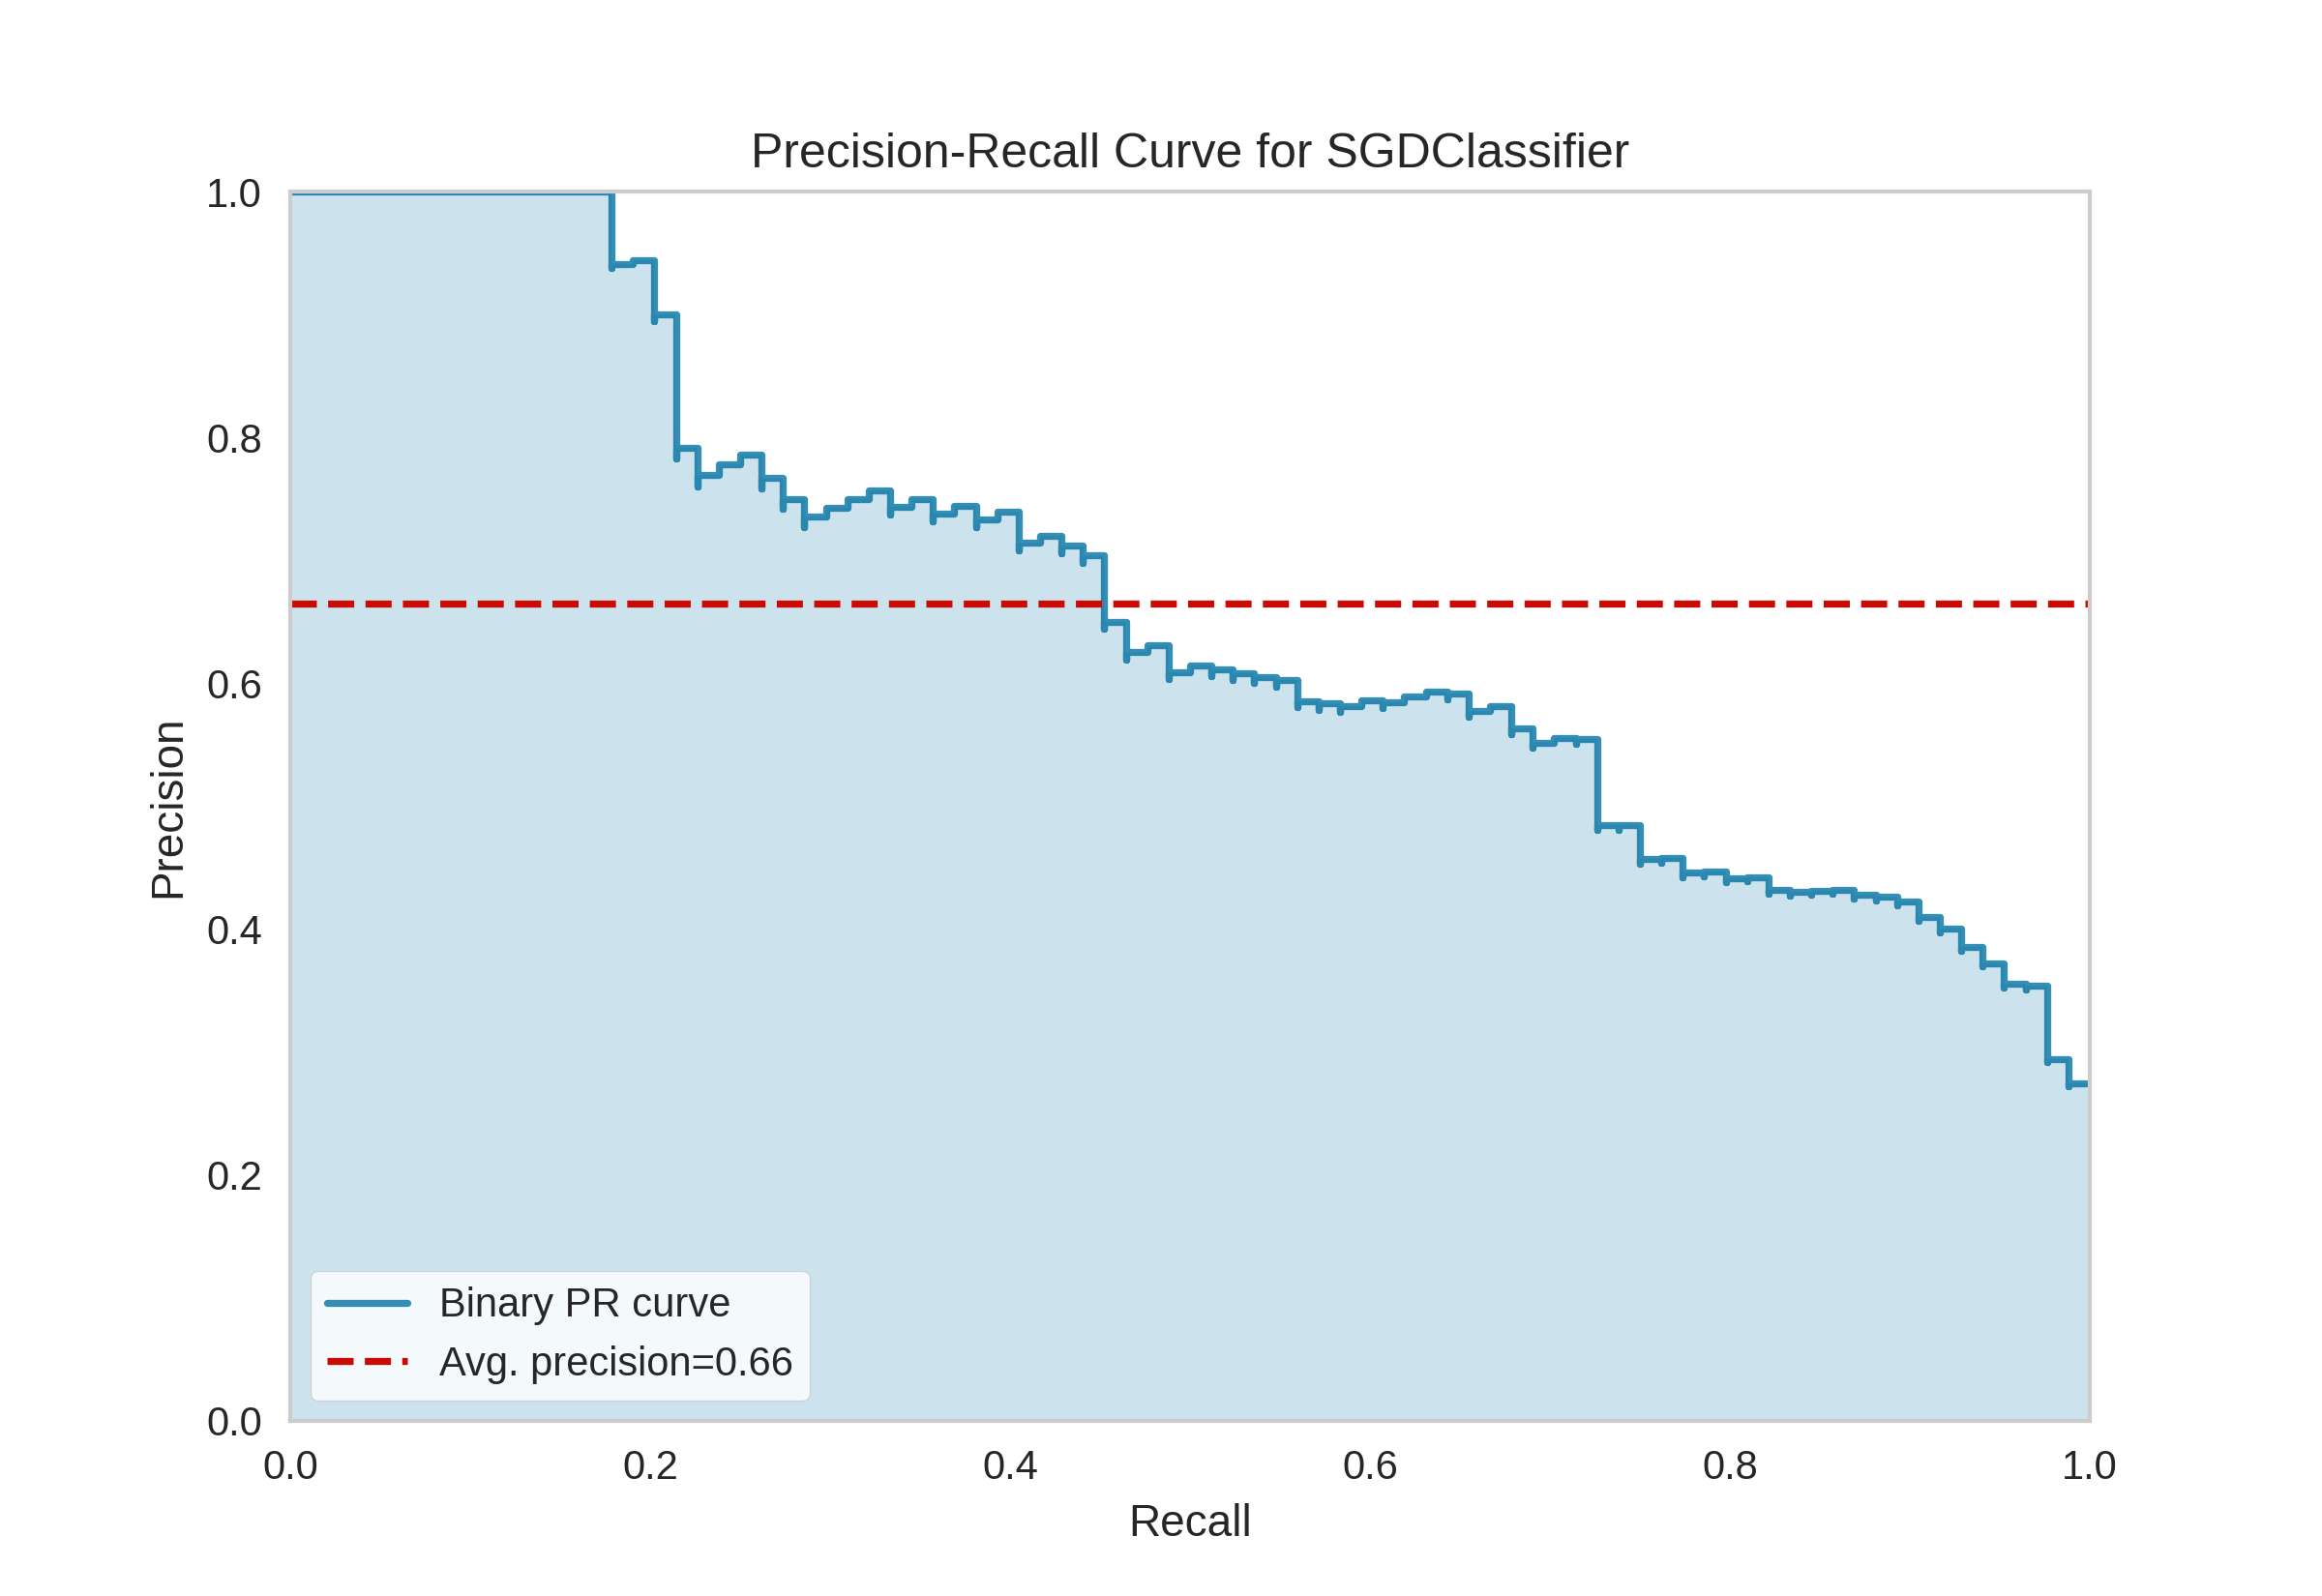 Precision-Recall Curve for SGDClassifier
1.0
0.8
0.6
0.4
0.2
0.0
Precision
Binary PR curve
Avg. precision=0.66
0.0 0.2 0.4 0.6 0.8 1.0
Recall